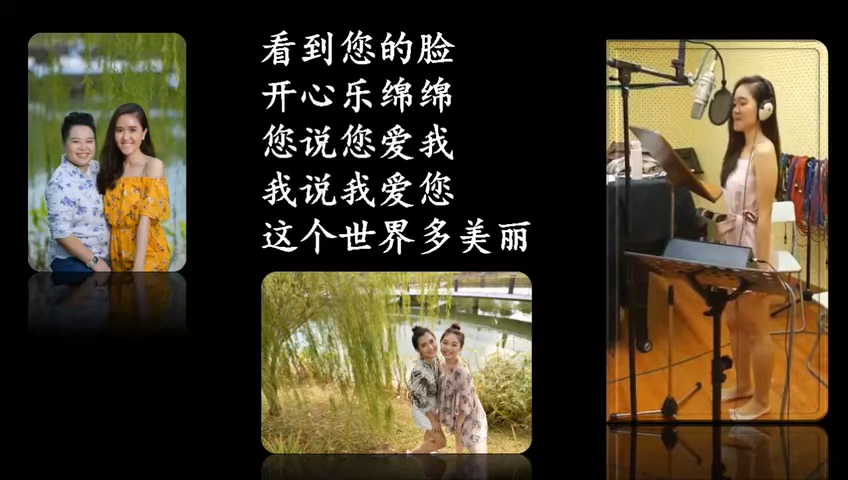 看到您的脸
开心乐绵绵
您说您爱我
我说我爱您
这个世界多美丽